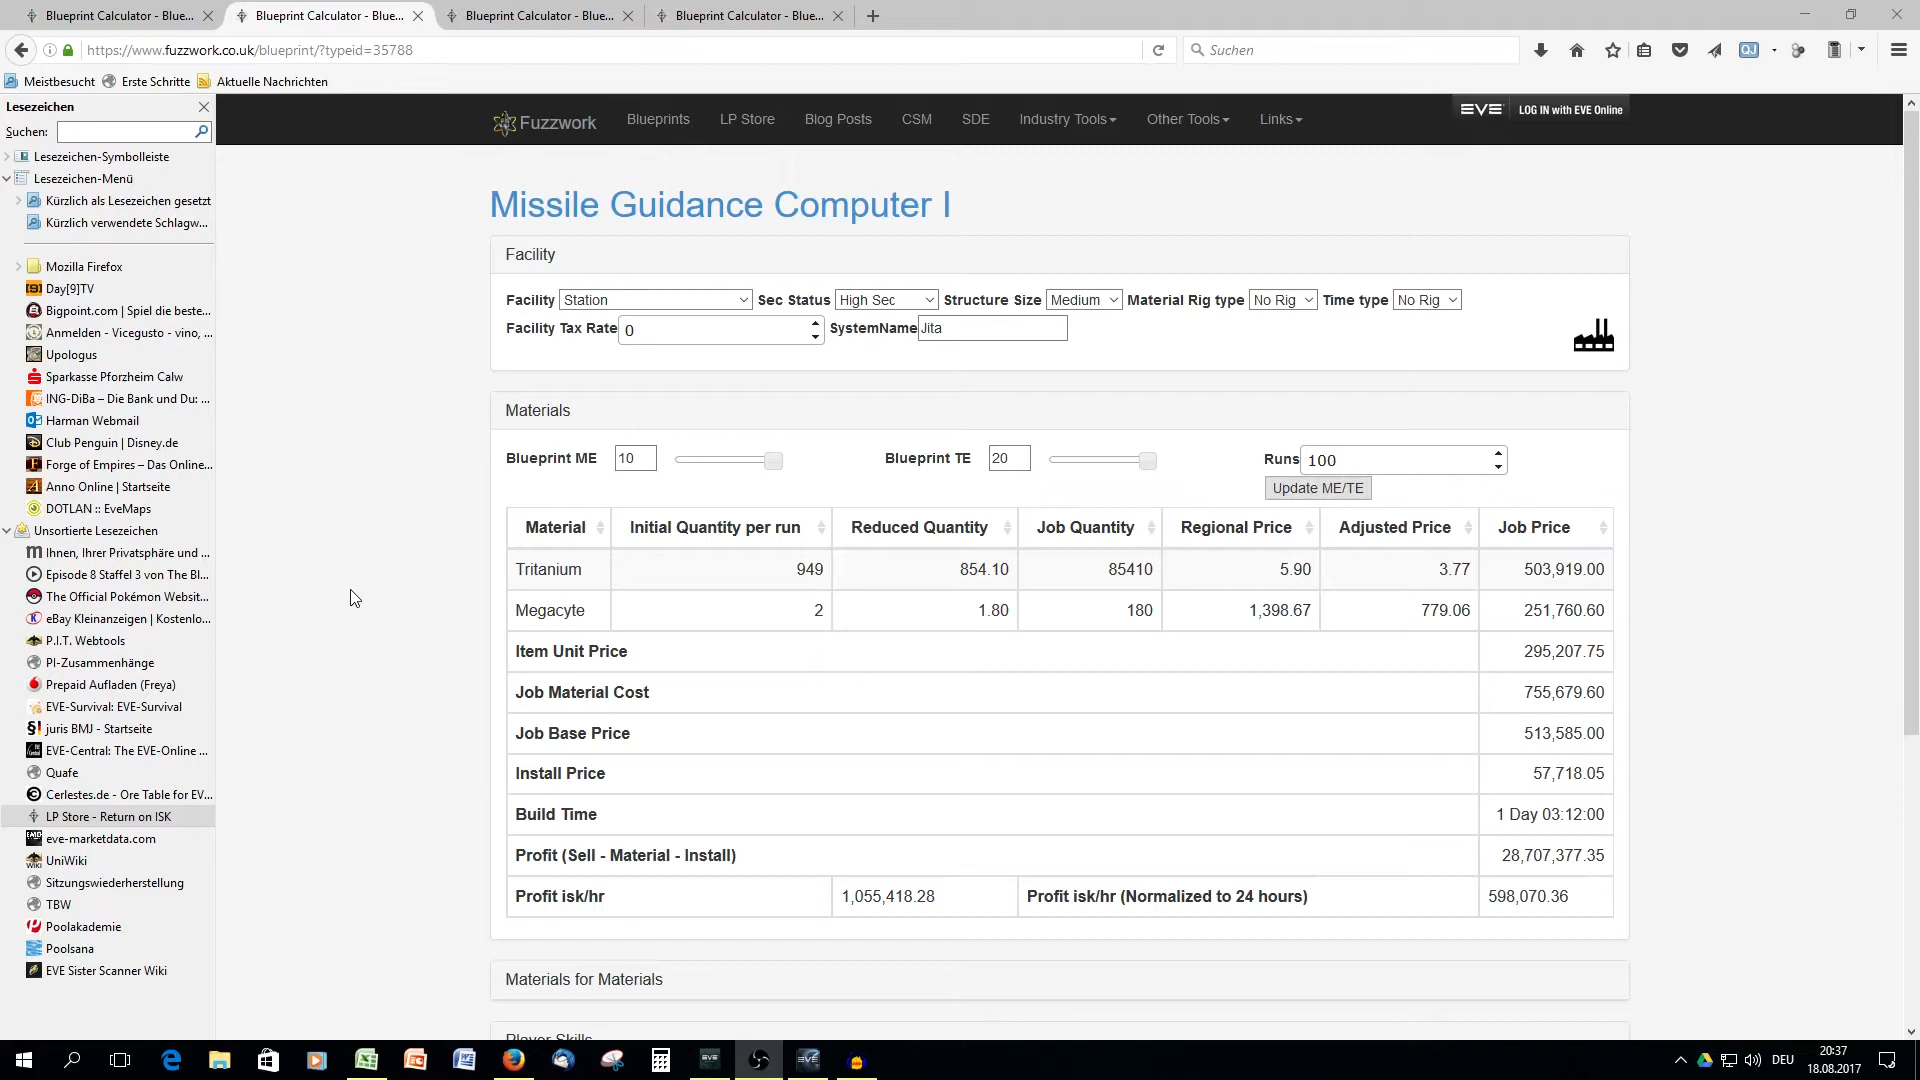 Blueprint Calculator - Blue...
Blueprint Calculator - Blue...
Blueprint Calculator - Blue...
Blueprint Calculator - Blue...
https://www.fuzzwork.co.uk/blueprint/?typeid=35788
Suchen
QJ
Meistbesucht Erste Schritte Aktuelle Nachrichten
Lesezeichen
Suchen:
Lesezeichen-Symbolleiste
Lesezeichen-Menü
Kürzlich als Lesezeichen gesetzt
Kürzlich verwendete Schlagw...
Mozilla Firefox
Day[9]TV
Bigpoint.com | Spiel die beste...
Anmelden - Vicegusto - vino, ...
Upologus
Sparkasse Pforzheim Calw
ING-DiBa – Die Bank und Du: ...
Harman Webmail
Club Penguin | Disney.de
Forge of Empires – Das Online...
Anno Online | Startseite
DOTLAN :: EveMaps
Unsortierte Lesezeichen
Ihnen, Ihrer Privatsphäre und ...
Episode 8 Staffel 3 von The Bl...
The Official Pokémon Websit...
eBay Kleinanzeigen | Kostenlo...
P.I.T. Webtools
PI-Zusammenhänge
Prepaid Aufladen (Freya)
EVE-Survival: EVE-Survival
juris BMJ - Startseite
EVE-Central: The EVE-Online ...
Quafe
Cerlestes.de - Ore Table for EV...
LP Store - Return on ISK
eve-marketdata.com
UniWiki
Sitzungswiederherstellung
TBW
Poolakademie
Poolsana
EVE Sister Scanner Wiki
Fuzzwork Blueprints LP Store Blog Posts CSM SDE Industry Tools Other Tools Links
EVE LOG IN with EVE Online
Missile Guidance Computer I
Facility
Facility Station Sec Status High Sec Structure Size Medium Material Rig type No Rig Time type No Rig
Facility Tax Rate 0 SystemName Jita
Materials
Blueprint ME 10 Blueprint TE 20 Runs 100
Update ME/TE
Material Initial Quantity per run Reduced Quantity Job Quantity Regional Price Adjusted Price Job Price
Tritanium 949 854.10 85410 5.90 3.77 503,919.00
Megacyte 2 1.80 180 1,398.67 779.06 251,760.60
Item Unit Price 295,207.75
Job Material Cost 755,679.60
Job Base Price 513,585.00
Install Price 57,718.05
Build Time 1 Day 03:12:00
Profit (Sell - Material - Install) 28,707,377.35
Profit isk/hr 1,055,418.28 Profit isk/hr (Normalized to 24 hours) 598,070.36
Materials for Materials
Player Skills
DEU
20:37
18.08.2017